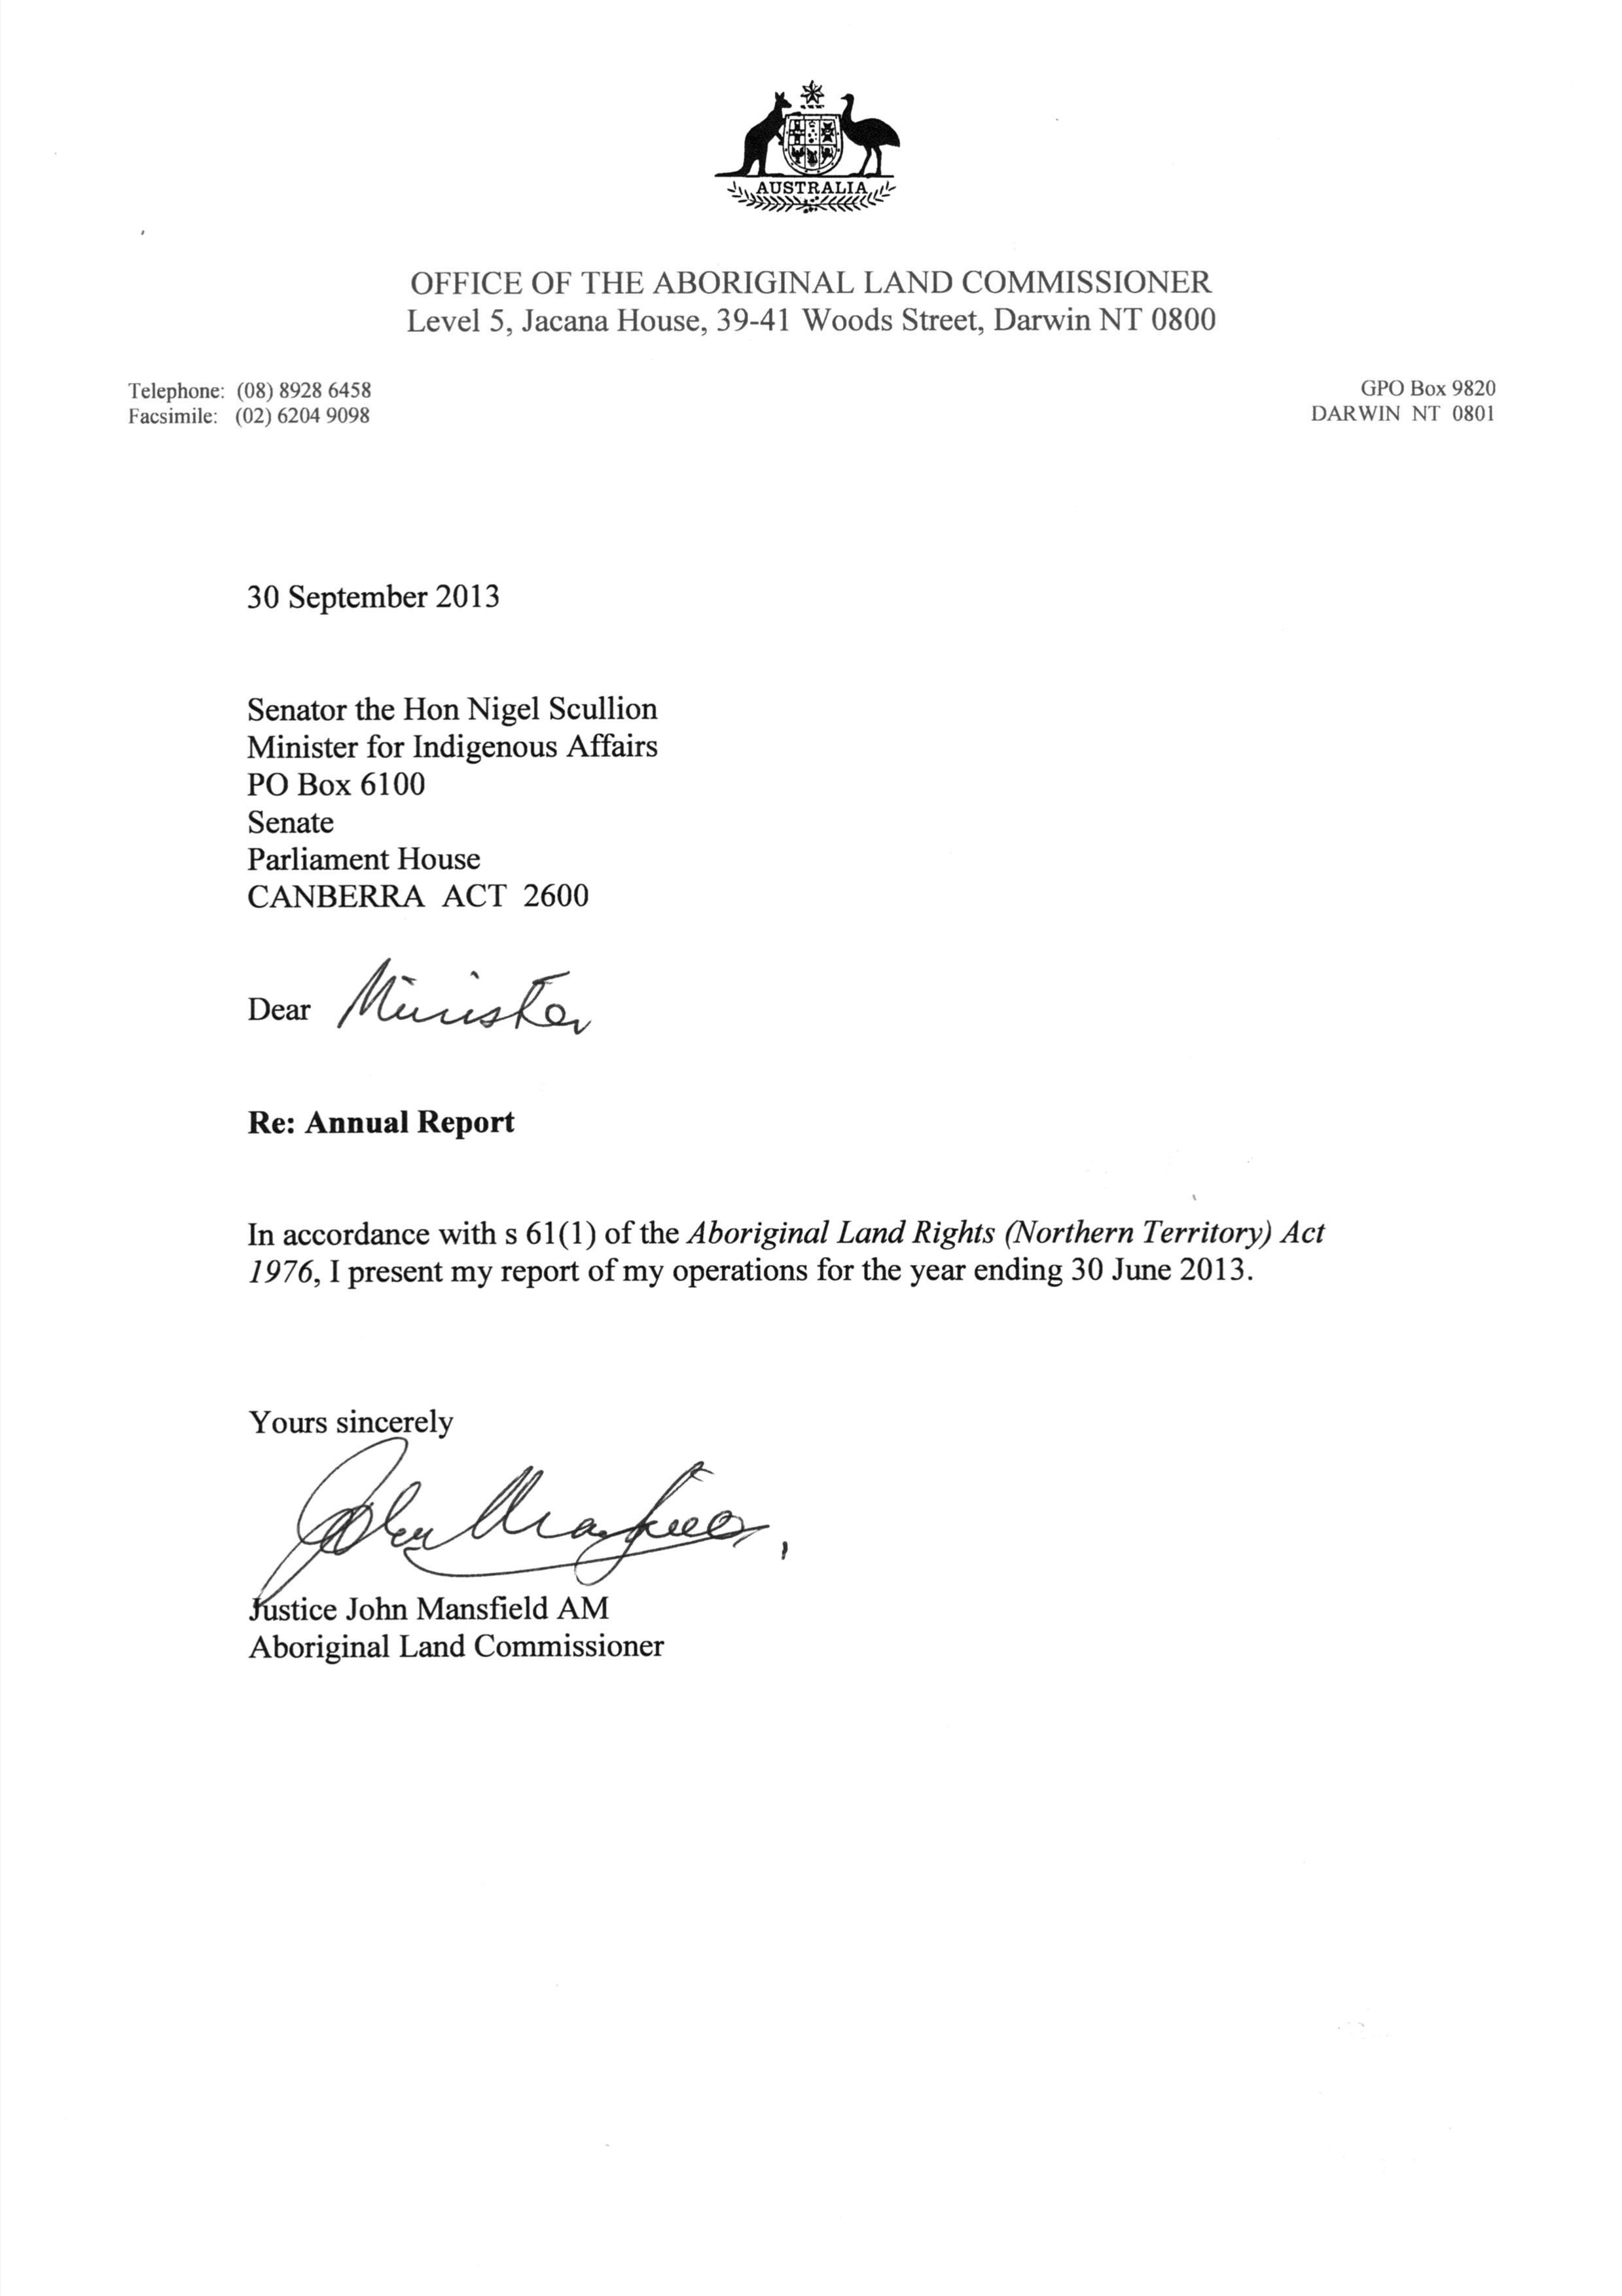 AUSTRALIA
OFFICE OF THE ABORIGINAL LAND COMMISSIONER
Level 5, Jacana House, 39-41 Woods Street, Darwin NT 0800
Telephone: (08) 8928 6458
Facsimile: (02) 6204 9098
GPO Box 9820
DARWIN NT 0801
30 September 2013
Senator the Hon Nigel Scullion
Minister for Indigenous Affairs
PO Box 6100
Senate
Parliament House
CANBERRA ACT 2600
Dear Minister
Re: Annual Report
In accordance with s 61(1) of the Aboriginal Land Rights (Northern Territory) Act
1976, I present my report of my operations for the year ending 30 June 2013.
Yours sincerely
John Mansfield
Justice John Mansfield AM
Aboriginal Land Commissioner